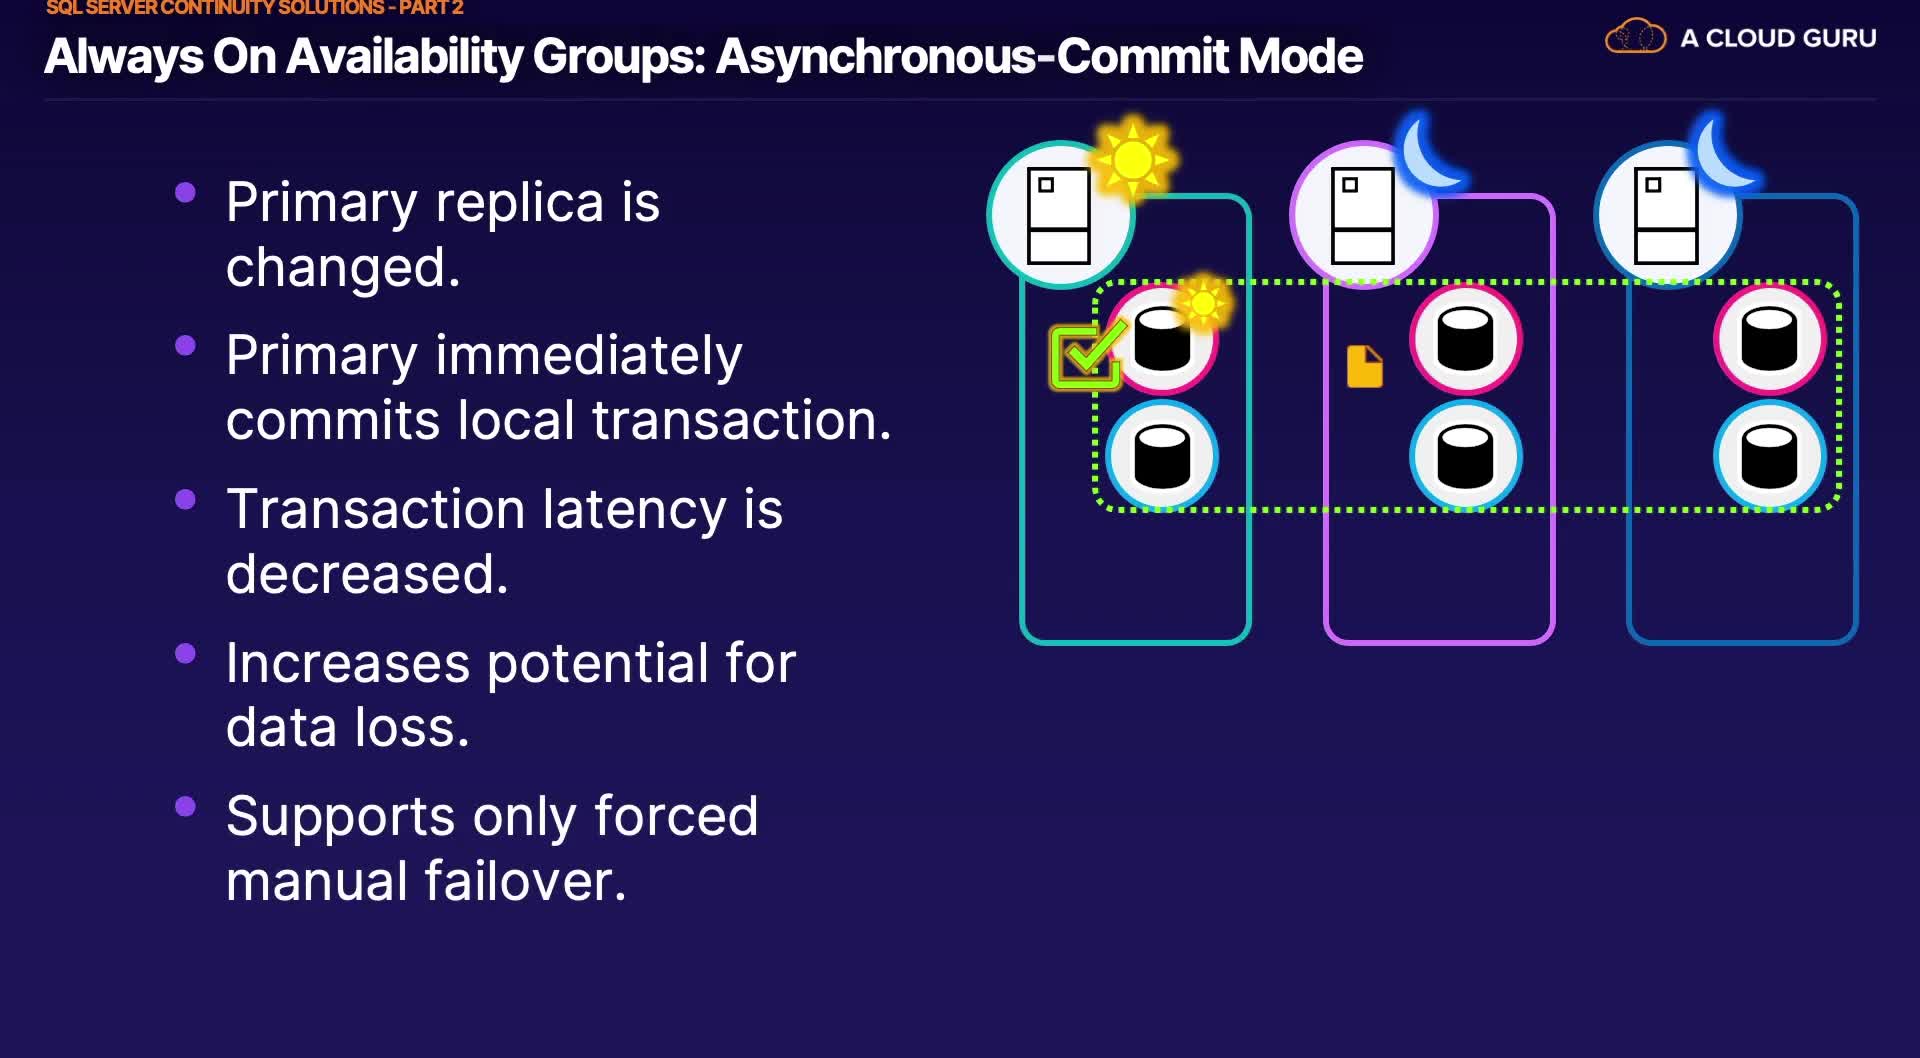 SQL SERVER CONTINUITY SOLUTIONS - PART 2
Always On Availability Groups: Asynchronous-Commit Mode
A CLOUD GURU
Primary replica is
changed.
Primary immediately
commits local transaction.
Transaction latency is
decreased.
Increases potential for
data loss.
Supports only forced
manual failover.